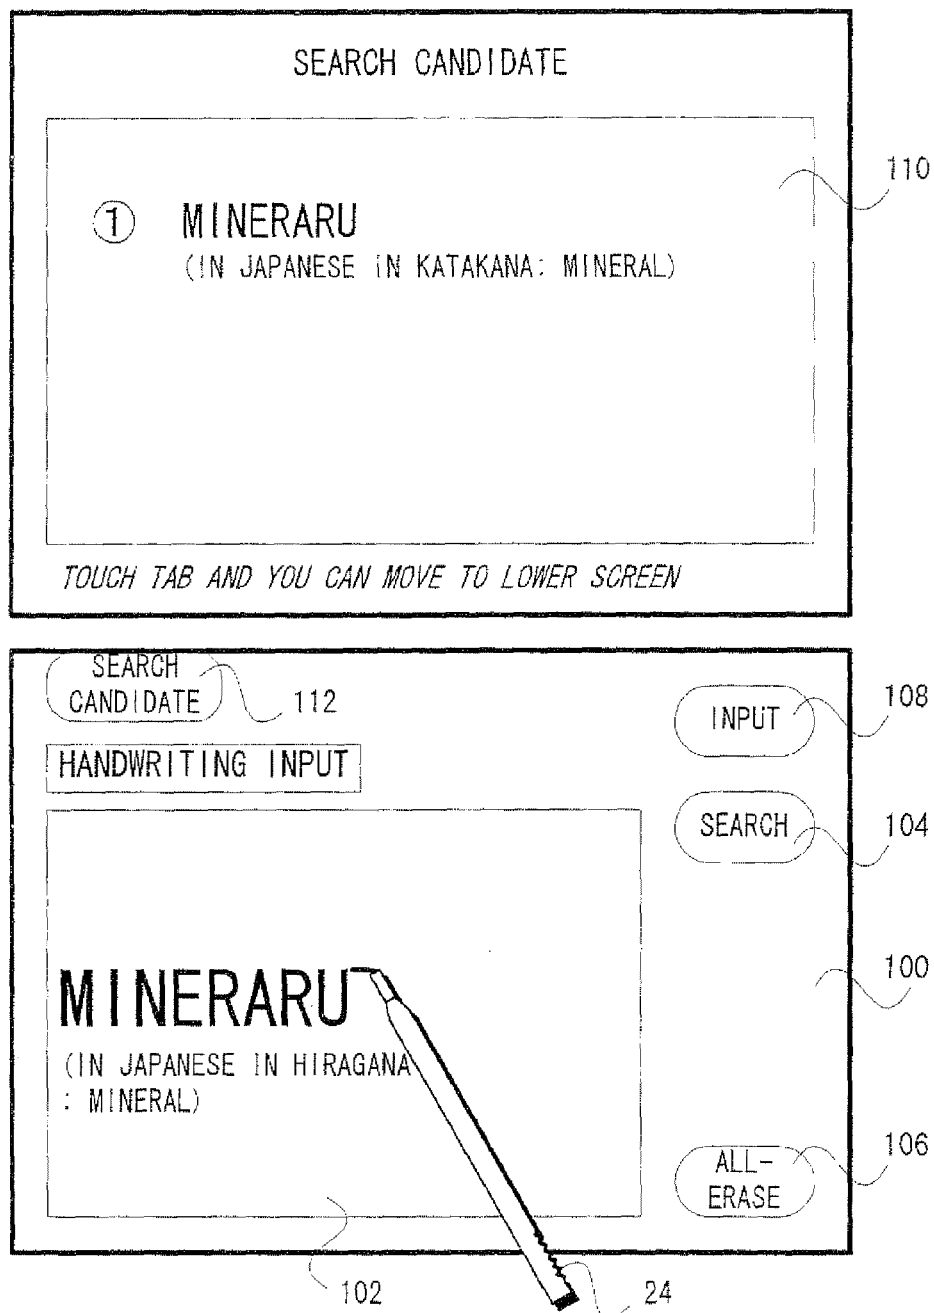 SEARCH CANDIDATE
110
① MINERARU
(IN JAPANESE IN KATAKANA: MINERAL)
TOUCH TAB AND YOU CAN MOVE TO LOWER SCREEN
SEARCH
CANDIDATE
112
INPUT
108
HANDWRITING INPUT
SEARCH
104
100
MINERARU
(IN JAPANESE IN HIRAGANA
: MINERAL)
106
ALL-
ERASE
102
24